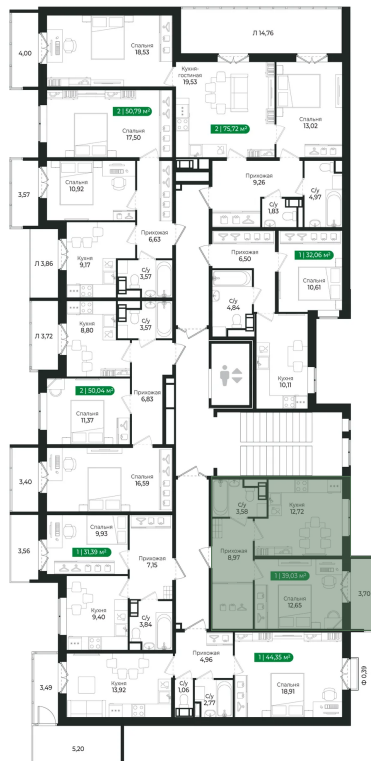 Л 14,76
4,00
Спальня
18,53
Кухня-
гостиная
19,53
Спальня
13,02
2 | 50,79 м²
Спальня
17,50
2 | 75,72 м²
3,57
Спальня
10,92
Прихожая
9,26
С/у
1,83
С/у
4,97
Прихожая
6,63
Л 3,86
Кухня
9,17
С/у
3,57
Прихожая
6,50
1 | 32,06 м²
Спальня
10,61
С/у
4,84
Л 3,72
Кухня
8,80
С/у
3,57
Кухня
10,11
2 | 50,04 м²
Прихожая
6,83
Спальня
11,37
3,40
Спальня
16,59
С/у
3,58
Кухня
12,72
3,56
Спальня
9,93
1 | 31,39 м²
Прихожая
7,15
Прихожая
8,97
1 | 39,03 м²
Спальня
12,65
3,70
Кухня
9,40
С/у
3,84
Прихожая
4,96
1 | 44,35 м²
Ф 0,39
3,49
Кухня
13,92
С/у
1,06
С/у
2,77
Спальня
18,91
5,20